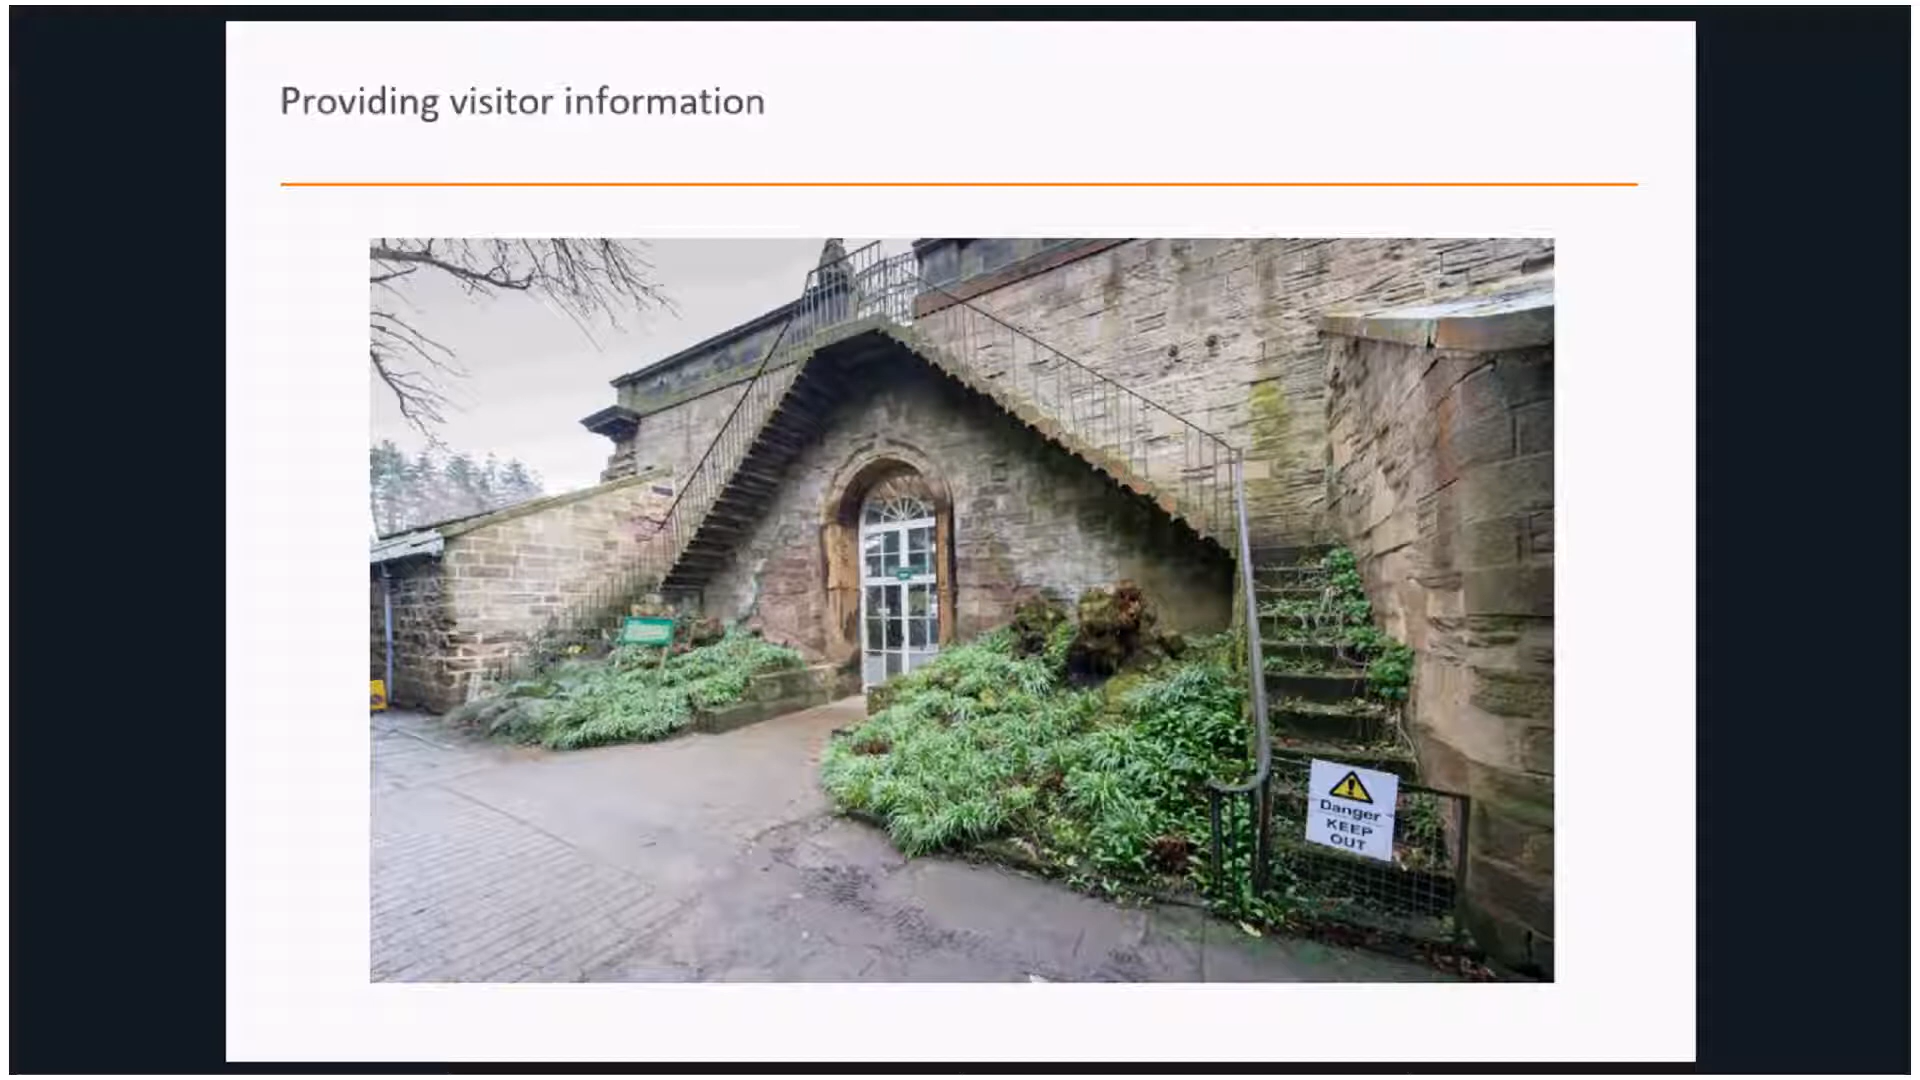 Providing visitor information
Danger
KEEP
OUT